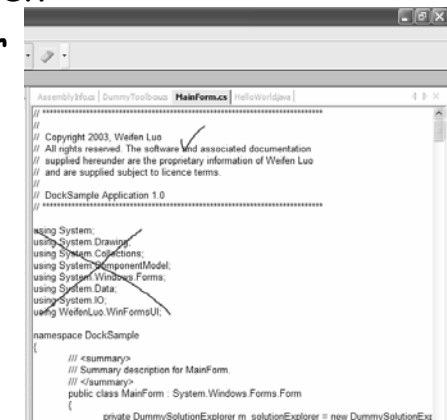 AssemblyInfo.cs DummyToolbox.cs MainForm.cs HelloWorld.java
// ************************************************************************************
//
// Copyright 2003, Weifen Luo
// All rights reserved. The software and associated documentation
// supplied hereunder are the proprietary information of Weifen Luo
// and are supplied subject to licence terms.
//
// DockSample Application 1.0
// ************************************************************************************
using System;
using System.Drawing;
using System.Collections;
using System.ComponentModel;
using System.Windows.Forms;
using System.Data;
using System.IO;
using WeifenLuo.WinFormsUI;
namespace DockSample
{
/// <summary>
/// Summary description for MainForm.
/// </summary>
public class MainForm : System.Windows.Forms.Form
{
private DummySolutionExplorer m_solutionExplorer = new DummySolutionExp